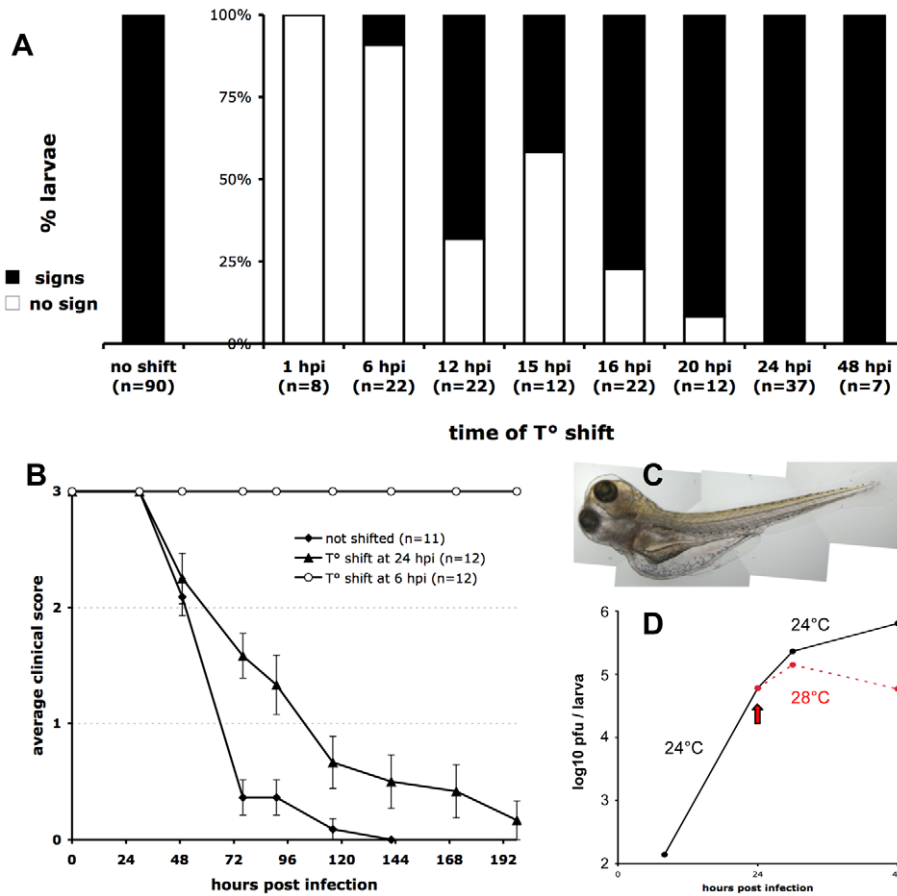 A
100%
75%
50%
25%
0%
% larvae
signs
no sign
no shift 1 hpi 6 hpi 12 hpi 15 hpi 16 hpi 20 hpi 24 hpi 48 hpi
(n=90) (n=8) (n=22) (n=22) (n=12) (n=22) (n=12) (n=37) (n=7)
time of T° shift
B
3
2
1
0
average clinical score
not shifted (n=11)
T° shift at 24 hpi (n=12)
T° shift at 6 hpi (n=12)
0 24 48 72 96 120 144 168 192
hours post infection
C
D
6
5
4
3
2
log10 pfu / larva
24°C
28°C
24°C
0 24 4
hours post infection